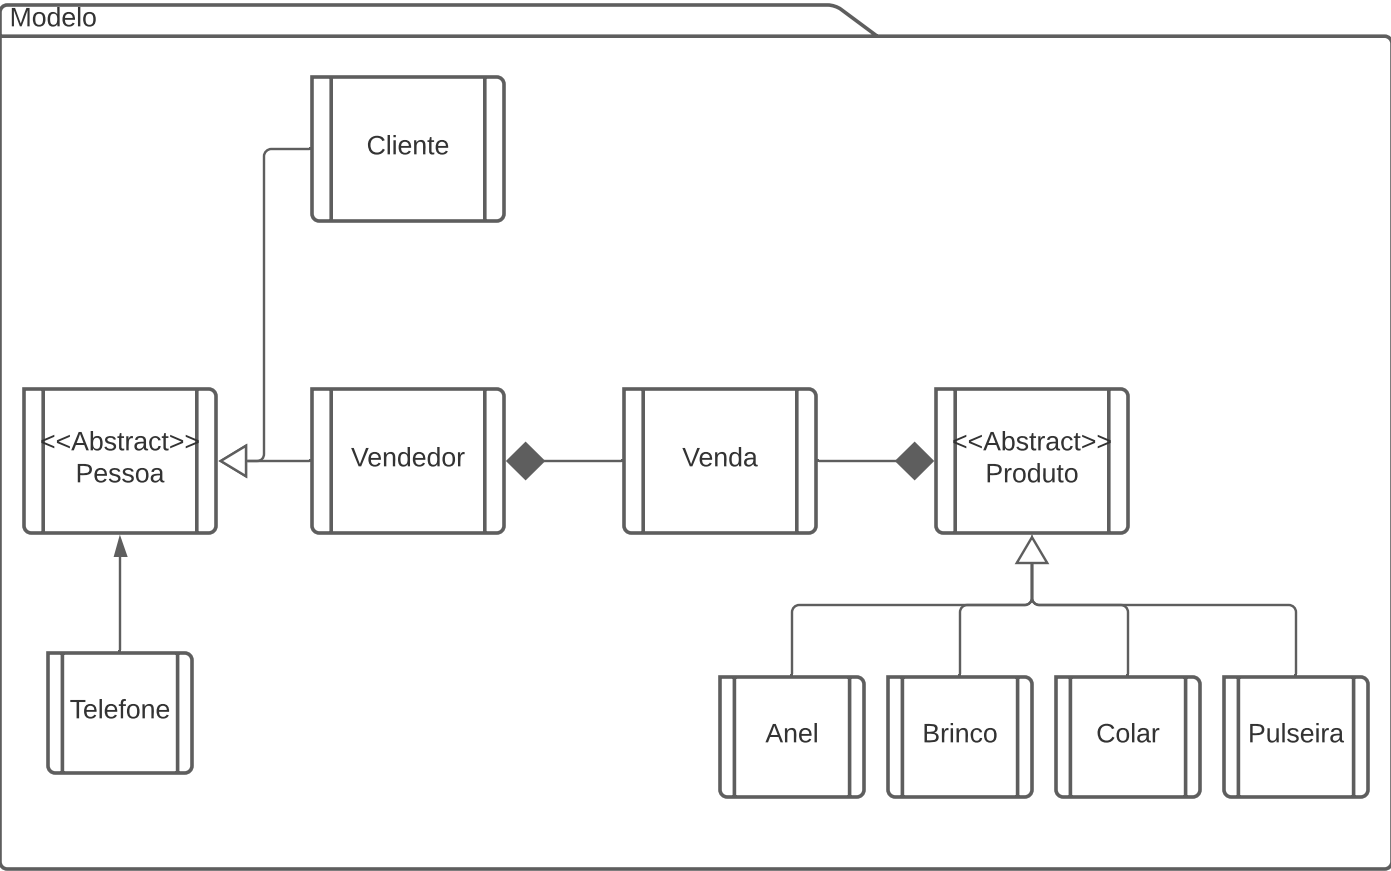 Modelo
Cliente
<<Abstract>>
Pessoa
Vendedor
Venda
<<Abstract>>
Produto
Telefone
Anel
Brinco
Colar
Pulseira